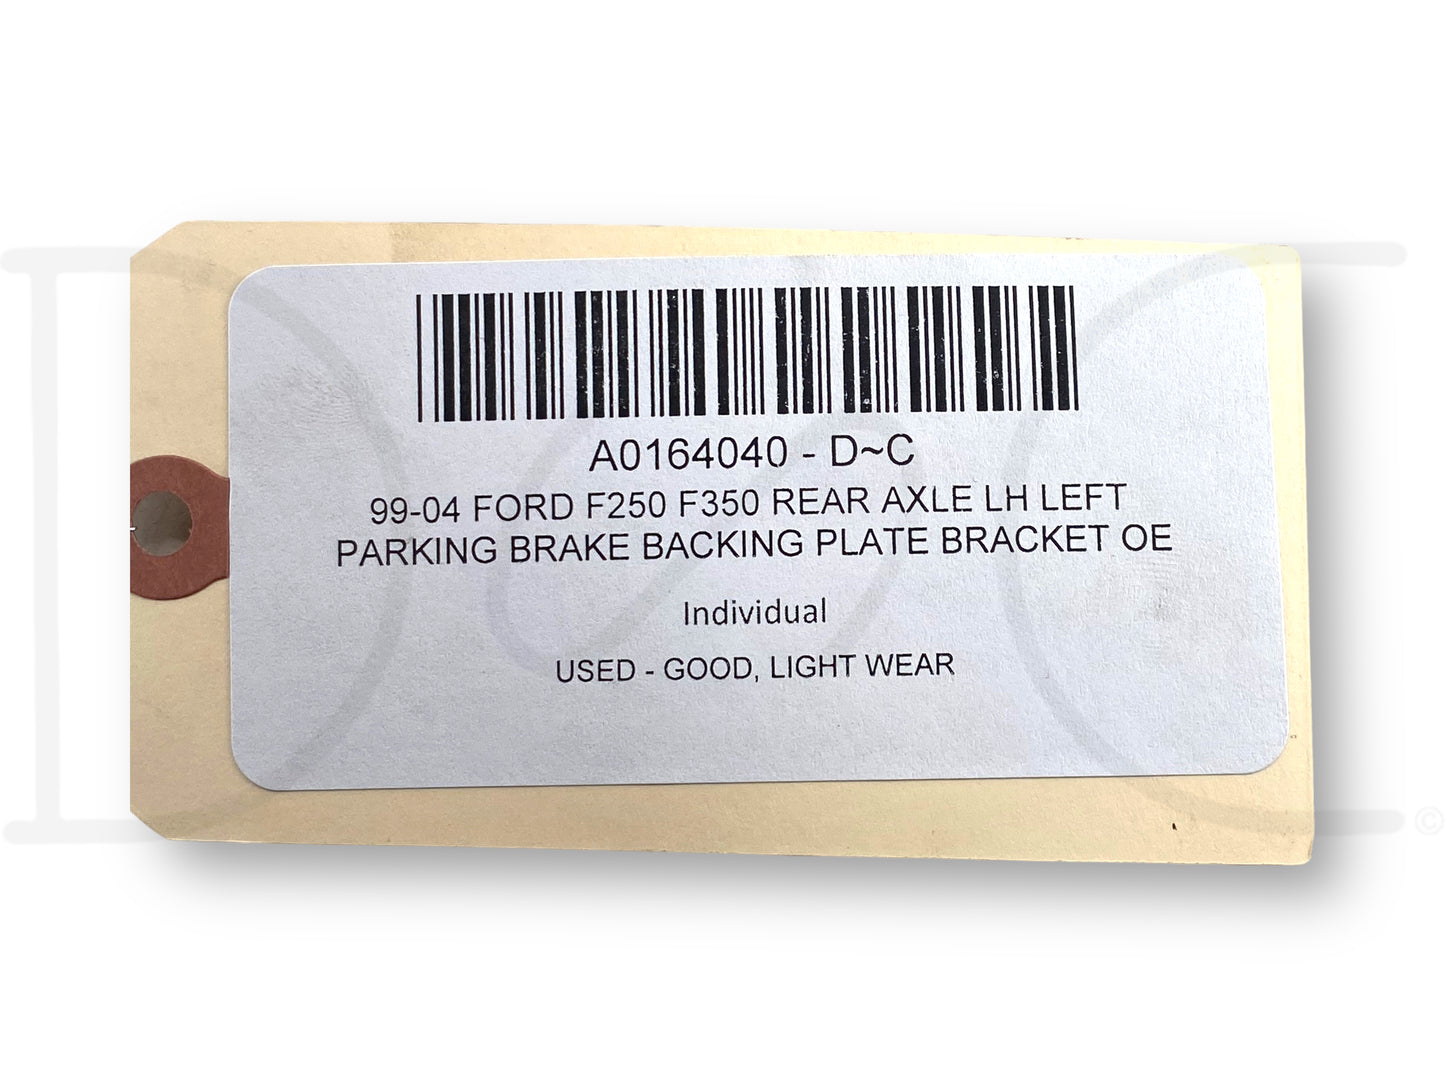 A0164040 - D~C
99-04 FORD F250 F350 REAR AXLE LH LEFT
PARKING BRAKE BACKING PLATE BRACKET OE
Individual
USED - GOOD, LIGHT WEAR
©